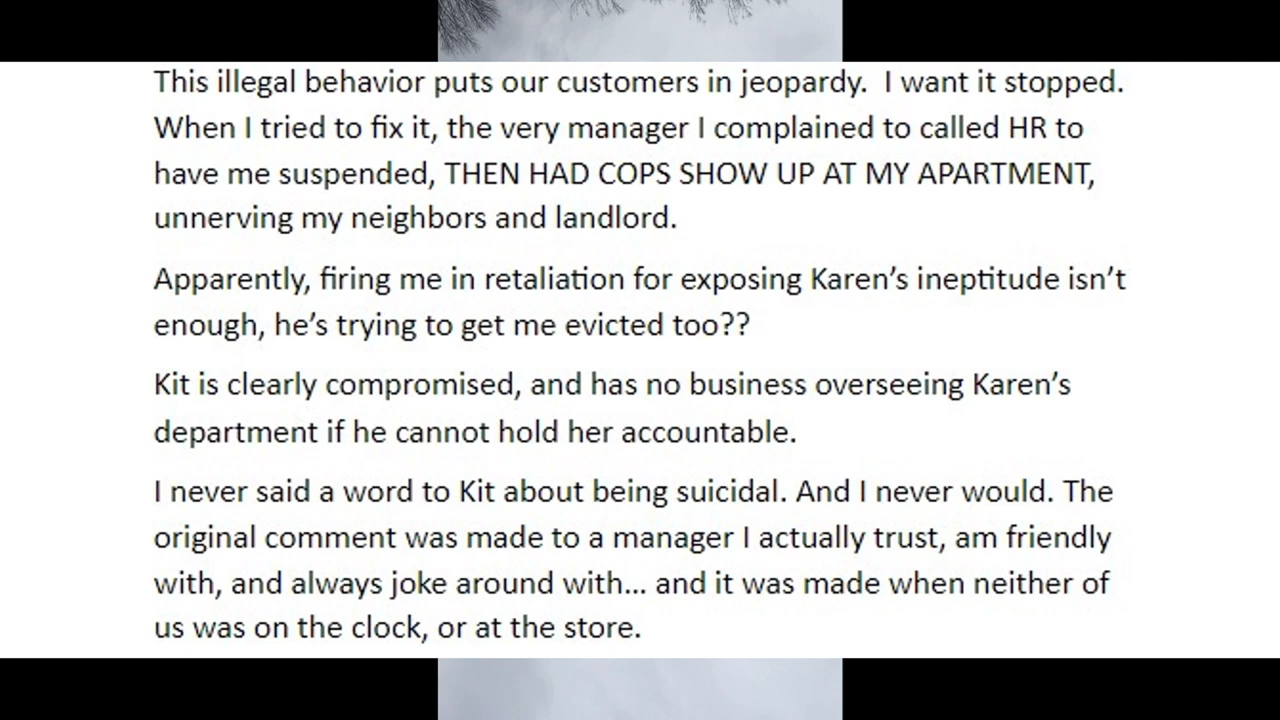 This illegal behavior puts our customers in jeopardy.  I want it stopped.
When I tried to fix it, the very manager I complained to called HR to
have me suspended, THEN HAD COPS SHOW UP AT MY APARTMENT,
unnerving my neighbors and landlord.
Apparently, firing me in retaliation for exposing Karen’s ineptitude isn’t
enough, he’s trying to get me evicted too??
Kit is clearly compromised, and has no business overseeing Karen’s
department if he cannot hold her accountable.
I never said a word to Kit about being suicidal. And I never would. The
original comment was made to a manager I actually trust, am friendly
with, and always joke around with… and it was made when neither of
us was on the clock, or at the store.